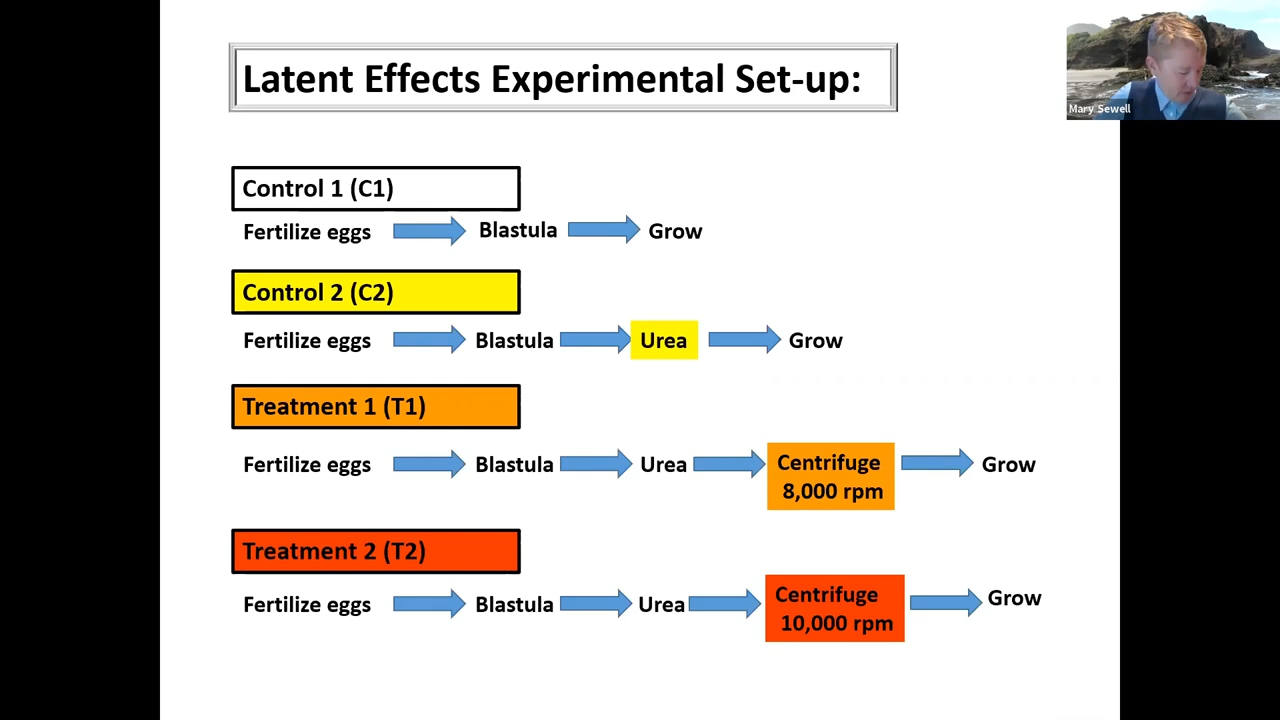 Latent Effects Experimental Set-up:
Mary Sewell
Control 1 (C1)
Fertilize eggs Blastula Grow
Control 2 (C2)
Fertilize eggs Blastula Urea Grow
Treatment 1 (T1)
Fertilize eggs Blastula Urea Centrifuge 8,000 rpm Grow
Treatment 2 (T2)
Fertilize eggs Blastula Urea Centrifuge 10,000 rpm Grow